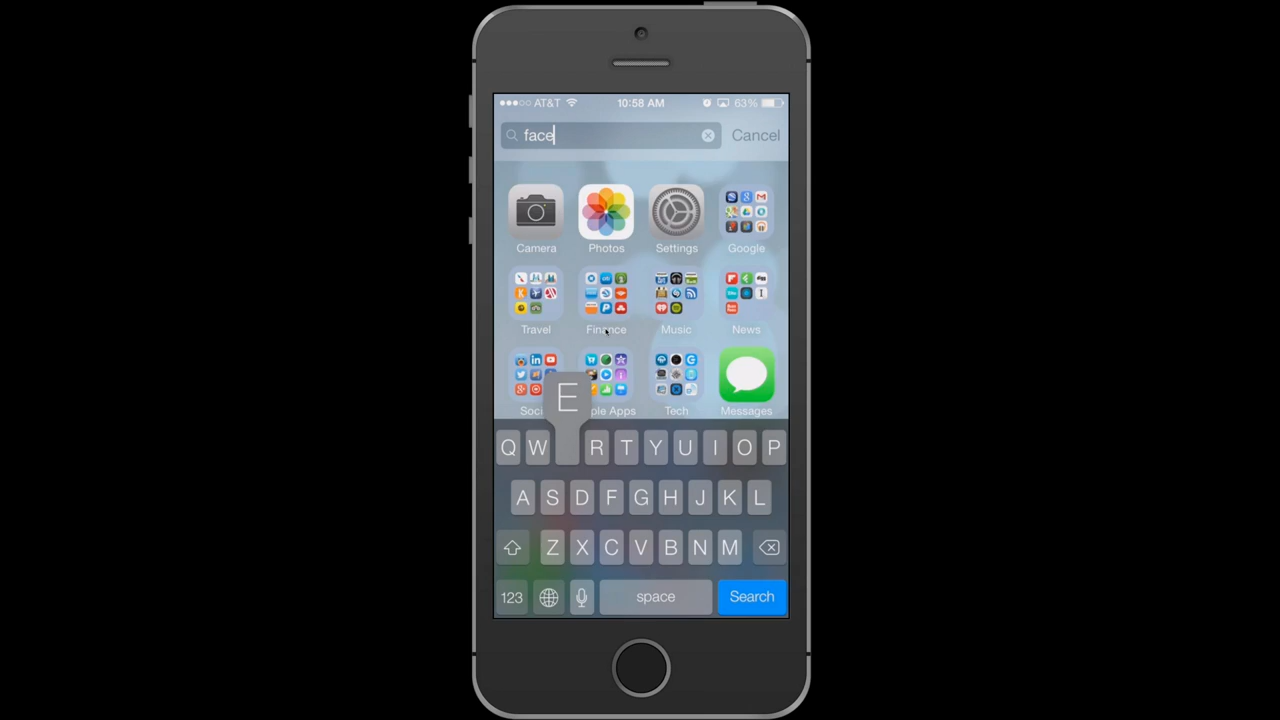 AT&T 10:58 AM 63%
face Cancel
Camera Photos Settings Google
Travel Finance Music News
Soci ple Apps Tech Messages
E
Q W R T Y U I O P
A S D F G H J K L
Z X C V B N M
123 space Search